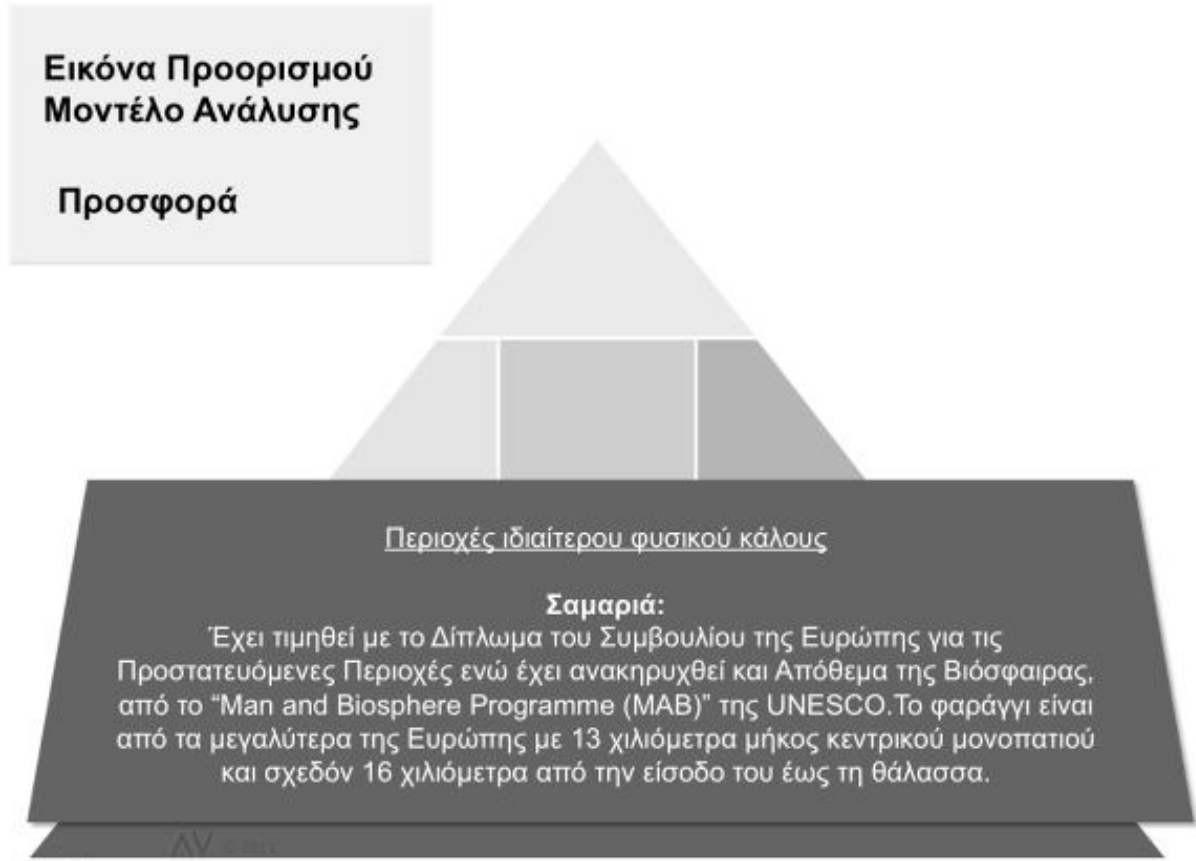 Εικόνα Προορισμού
Μοντέλο Ανάλυσης
Προσφορά
Περιοχές ιδιαίτερου φυσικού κάλους
Σαμαριά:
Έχει τιμηθεί με το Δίπλωμα του Συμβουλίου της Ευρώπης για τις
Προστατευόμενες Περιοχές ενώ έχει ανακηρυχθεί και Απόθεμα της Βιόσφαιρας,
από το “Man and Biosphere Programme (MAB)” της UNESCO.Το φαράγγι είναι
από τα μεγαλύτερα της Ευρώπης με 13 χιλιόμετρα μήκος κεντρικού μονοπατιού
και σχεδόν 16 χιλιόμετρα από την είσοδο του έως τη θάλασσα.